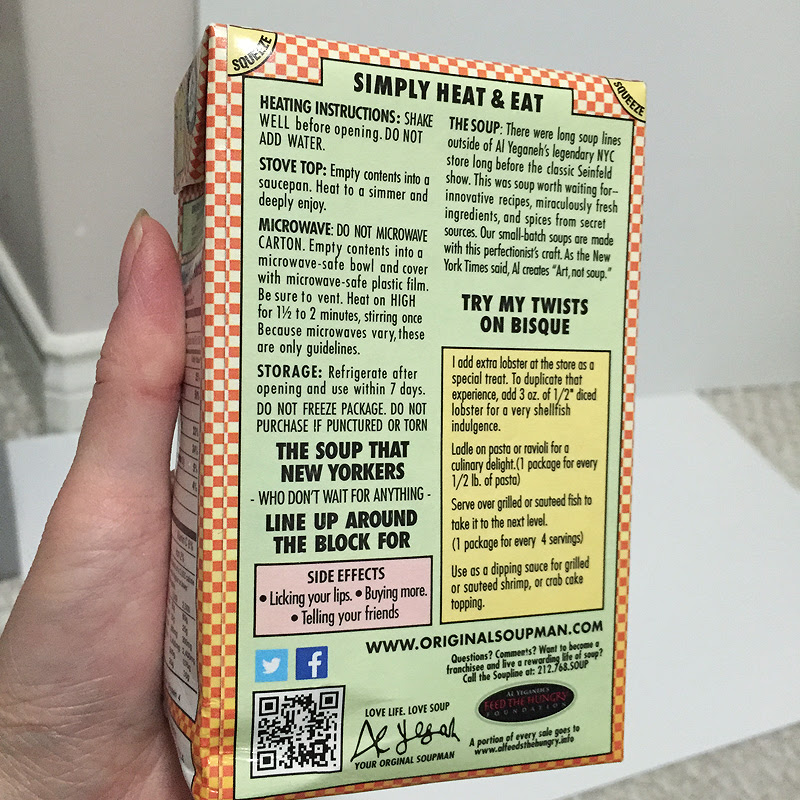 SQUEEZE
SQUEEZE
SIMPLY HEAT & EAT
HEATING INSTRUCTIONS: SHAKE
WELL before opening. DO NOT
ADD WATER.
STOVE TOP: Empty contents into a
saucepan. Heat to a simmer and
deeply enjoy.
MICROWAVE: DO NOT MICROWAVE
CARTON. Empty contents into a
microwave-safe bowl and cover
with microwave-safe plastic film.
Be sure to vent. Heat on HIGH
for 1½ to 2 minutes, stirring once
Because microwaves vary, these
are only guidelines.
STORAGE: Refrigerate after
opening and use within 7 days.
DO NOT FREEZE PACKAGE. DO NOT
PURCHASE IF PUNCTURED OR TORN
THE SOUP THAT
NEW YORKERS
- WHO DON'T WAIT FOR ANYTHING -
LINE UP AROUND
THE BLOCK FOR
SIDE EFFECTS
• Licking your lips. • Buying more.
• Telling your friends
THE SOUP: There were long soup lines
outside of Al Yeganeh's legendary NYC
store long before the classic Seinfeld
show. This was soup worth waiting for--
innovative recipes, miraculously fresh
ingredients, and spices from secret
sources. Our small-batch soups are made
with this perfectionist's craft. As the New
York Times said, Al creates "Art, not soup."
TRY MY TWISTS
ON BISQUE
I add extra lobster at the store as a
special treat. To duplicate that
experience, add 3 oz. of 1/2" diced
lobster for a very shellfish
indulgence.
Ladle on pasta or ravioli for a
culinary delight.(1 package for every
1/2 lb. of pasta)
Serve over grilled or sauteed fish to
take it to the next level.
(1 package for every 4 servings)
Use as a dipping sauce for grilled
or sauteed shrimp, or crab cake
topping.
WWW.ORIGINALSOUPMAN.COM
Questions? Comments? Want to become a
franchisee and live a rewarding life of soup?
Call the Soupline at: 212.768.SOUP
LOVE LIFE. LOVE SOUP
Al Yegan
YOUR ORGINAL SOUPMAN
AL YEGANEH'S
FEED THE HUNGRY
FOUNDATION
A portion of every sale goes to
www.alfeedsthehungry.info